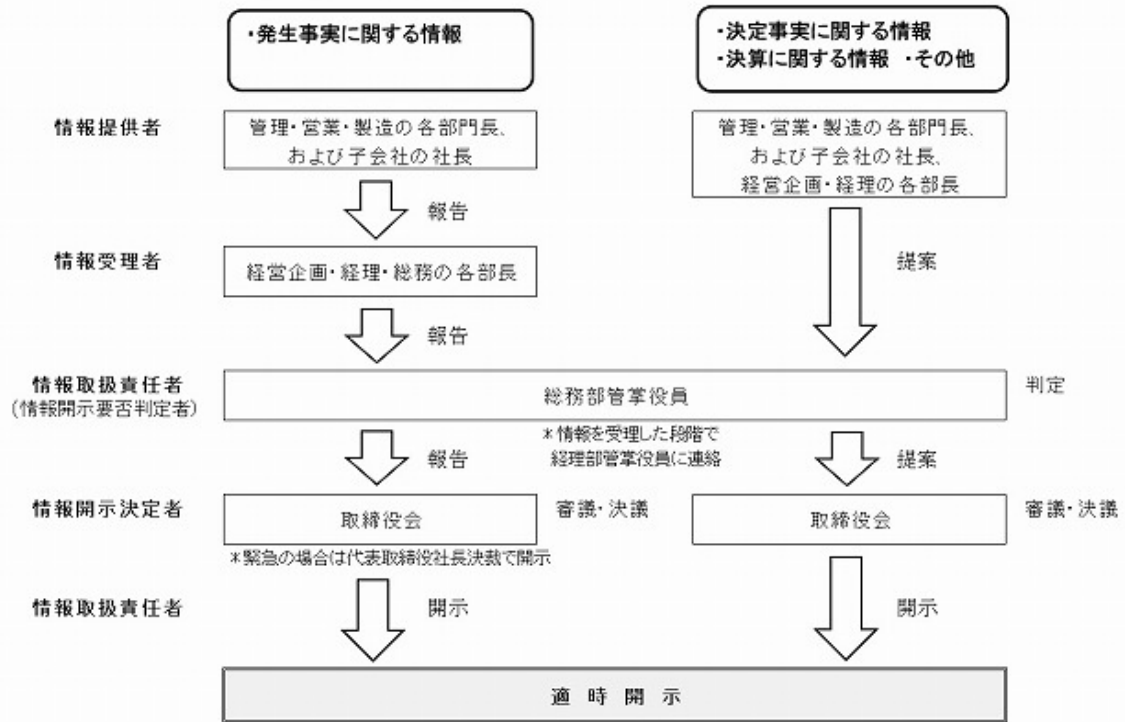 ・発生事実に関する情報
・決定事実に関する情報
・決算に関する情報 ・その他
情報提供者
管理・営業・製造の各部門長、
および子会社の社長
管理・営業・製造の各部門長、
および子会社の社長、
経営企画・経理の各部長
報告
情報受理者
経営企画・経理・総務の各部長
提案
報告
情報取扱責任者
(情報開示要否判定者)
総務部管掌役員
判定
*情報を受理した段階で
経理部管掌役員に連絡
報告
提案
情報開示決定者
取締役会
審議・決議
取締役会
審議・決議
*緊急の場合は代表取締役社長決裁で開示
情報取扱責任者
開示
開示
適 時 開 示